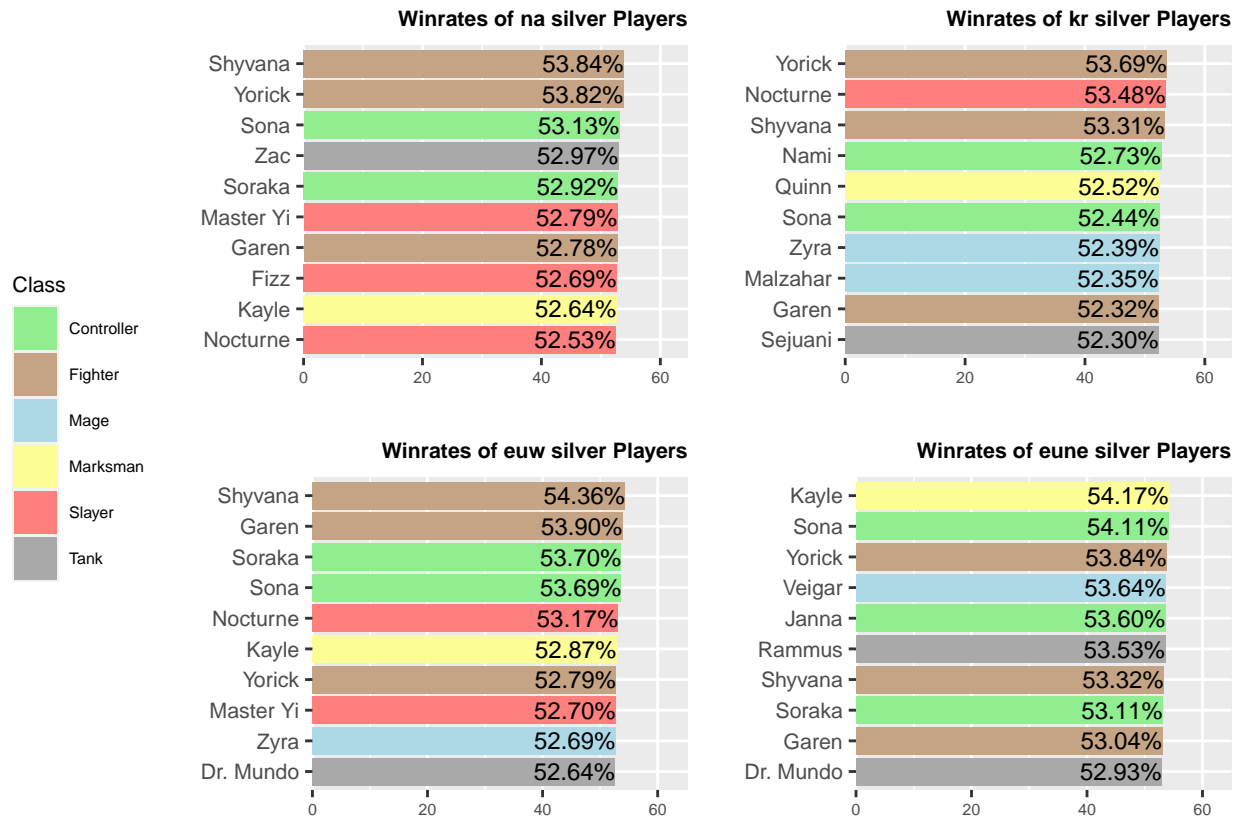 Winrates of na silver Players
Shyvana 53.84%
Yorick 53.82%
Sona 53.13%
Zac 52.97%
Soraka 52.92%
Master Yi 52.79%
Garen 52.78%
Fizz 52.69%
Kayle 52.64%
Nocturne 52.53%
0 20 40 60
Winrates of kr silver Players
Yorick 53.69%
Nocturne 53.48%
Shyvana 53.31%
Nami 52.73%
Quinn 52.52%
Sona 52.44%
Zyra 52.39%
Malzahar 52.35%
Garen 52.32%
Sejuani 52.30%
0 20 40 60
Class
Controller
Fighter
Mage
Marksman
Slayer
Tank
Winrates of euw silver Players
Shyvana 54.36%
Garen 53.90%
Soraka 53.70%
Sona 53.69%
Nocturne 53.17%
Kayle 52.87%
Yorick 52.79%
Master Yi 52.70%
Zyra 52.69%
Dr. Mundo 52.64%
0 20 40 60
Winrates of eune silver Players
Kayle 54.17%
Sona 54.11%
Yorick 53.84%
Veigar 53.64%
Janna 53.60%
Rammus 53.53%
Shyvana 53.32%
Soraka 53.11%
Garen 53.04%
Dr. Mundo 52.93%
0 20 40 60